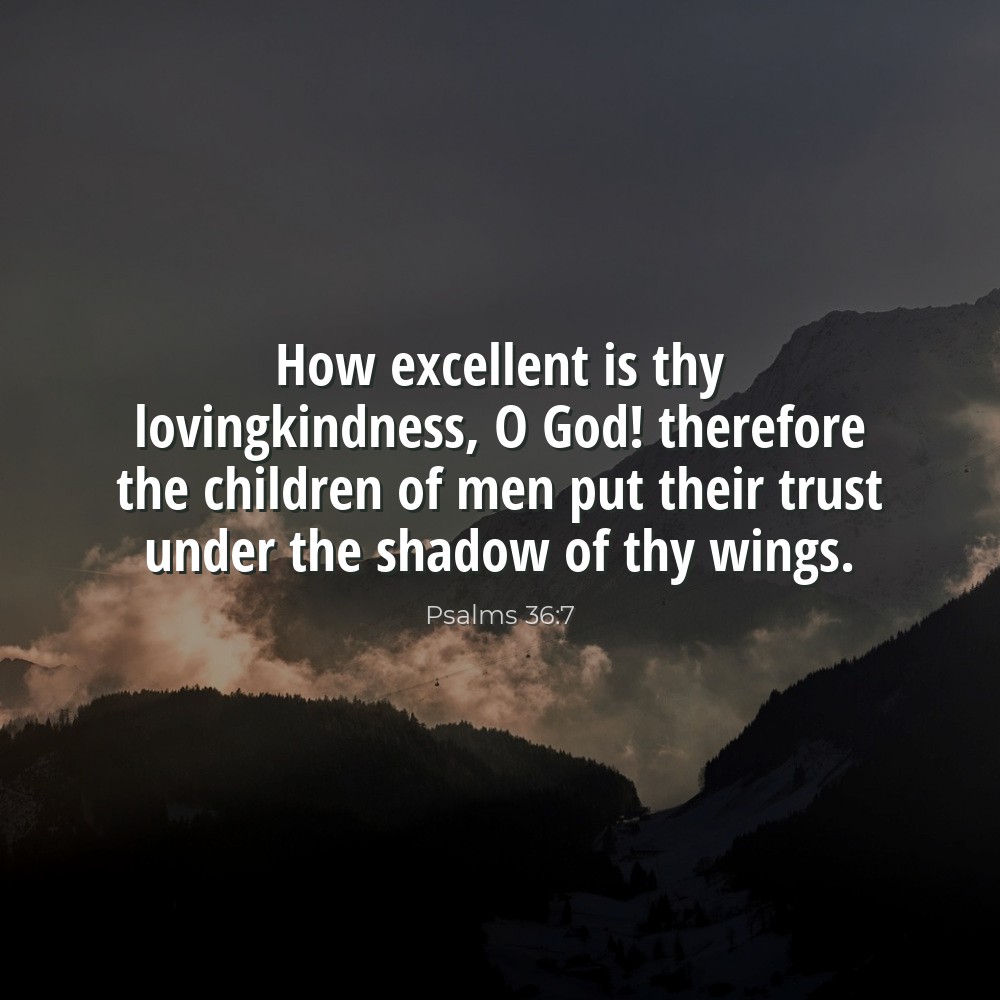 How excellent is thy
lovingkindness, O God! therefore
the children of men put their trust
under the shadow of thy wings.
Psalms 36:7